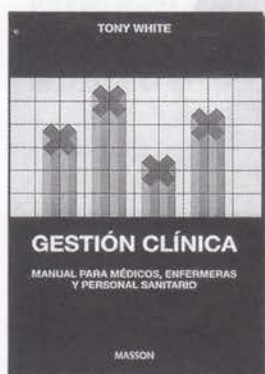 TONY WHITE
GESTIÓN CLÍNICA
MANUAL PARA MÉDICOS, ENFERMERAS
Y PERSONAL SANITARIO
MASSON